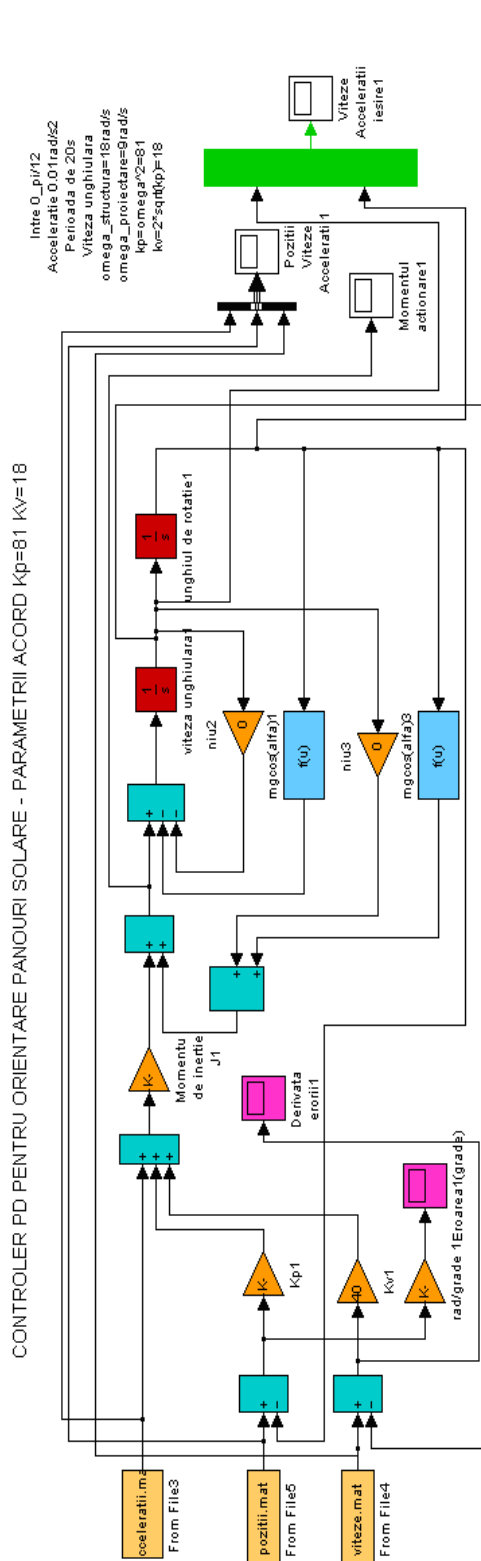 CONTROLER PD PENTRU ORIENTARE PANOURI SOLARE - PARAMETRII ACORD Kp=81 Kv=18
Intre 0_pi/12
Acceleratie 0.01rad/s2
Perioada de 20s
Viteza unghiulara
omega_structura=18rad/s
omega_proiectare=9rad/s
kp=omega^2=81
kv=2*sqrt(kp)=18
cceleratii.ma
From File3
pozitii.mat
From File5
viteze.mat
From File4
+
-
+
-
Kp1
K-
Kv1
40
K-
rad/grade 1
Eroarea1(grade)
Derivata
erorii1
+
+
+
K-
Momentu
de inertie
J1
+
+
+
+
+
-
-
1
s
viteza unghiulara1
1
s
unghiul de rotatie1
niu2
0
mgcos(alfa)1
f(u)
niu3
0
mgcos(alfa)3
f(u)
Pozitii
Viteze
Acceleratii1
Momentul
actionare1
Viteze
Acceleratii
iesire1